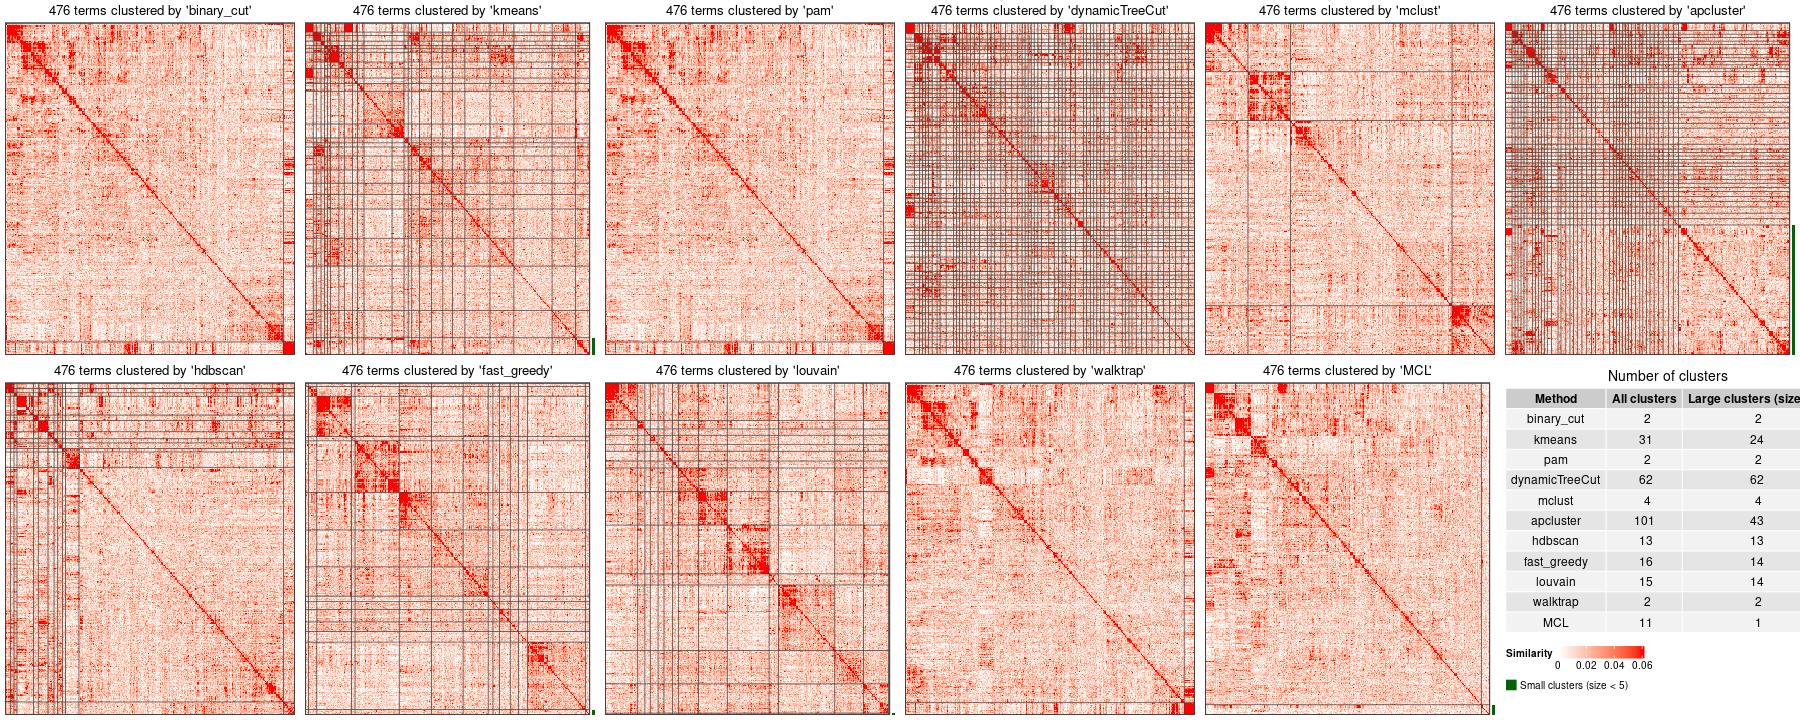 476 terms clustered by 'binary_cut'
476 terms clustered by 'kmeans'
476 terms clustered by 'pam'
476 terms clustered by 'dynamicTreeCut'
476 terms clustered by 'mclust'
476 terms clustered by 'apcluster'
476 terms clustered by 'hdbscan'
476 terms clustered by 'fast_greedy'
476 terms clustered by 'louvain'
476 terms clustered by 'walktrap'
476 terms clustered by 'MCL'
Number of clusters
Method All clusters Large clusters (size
binary_cut 2 2
kmeans 31 24
pam 2 2
dynamicTreeCut 62 62
mclust 4 4
apcluster 101 43
hdbscan 13 13
fast_greedy 16 14
louvain 15 14
walktrap 2 2
MCL 11 1
Similarity
0 0.02 0.04 0.06
Small clusters (size < 5)